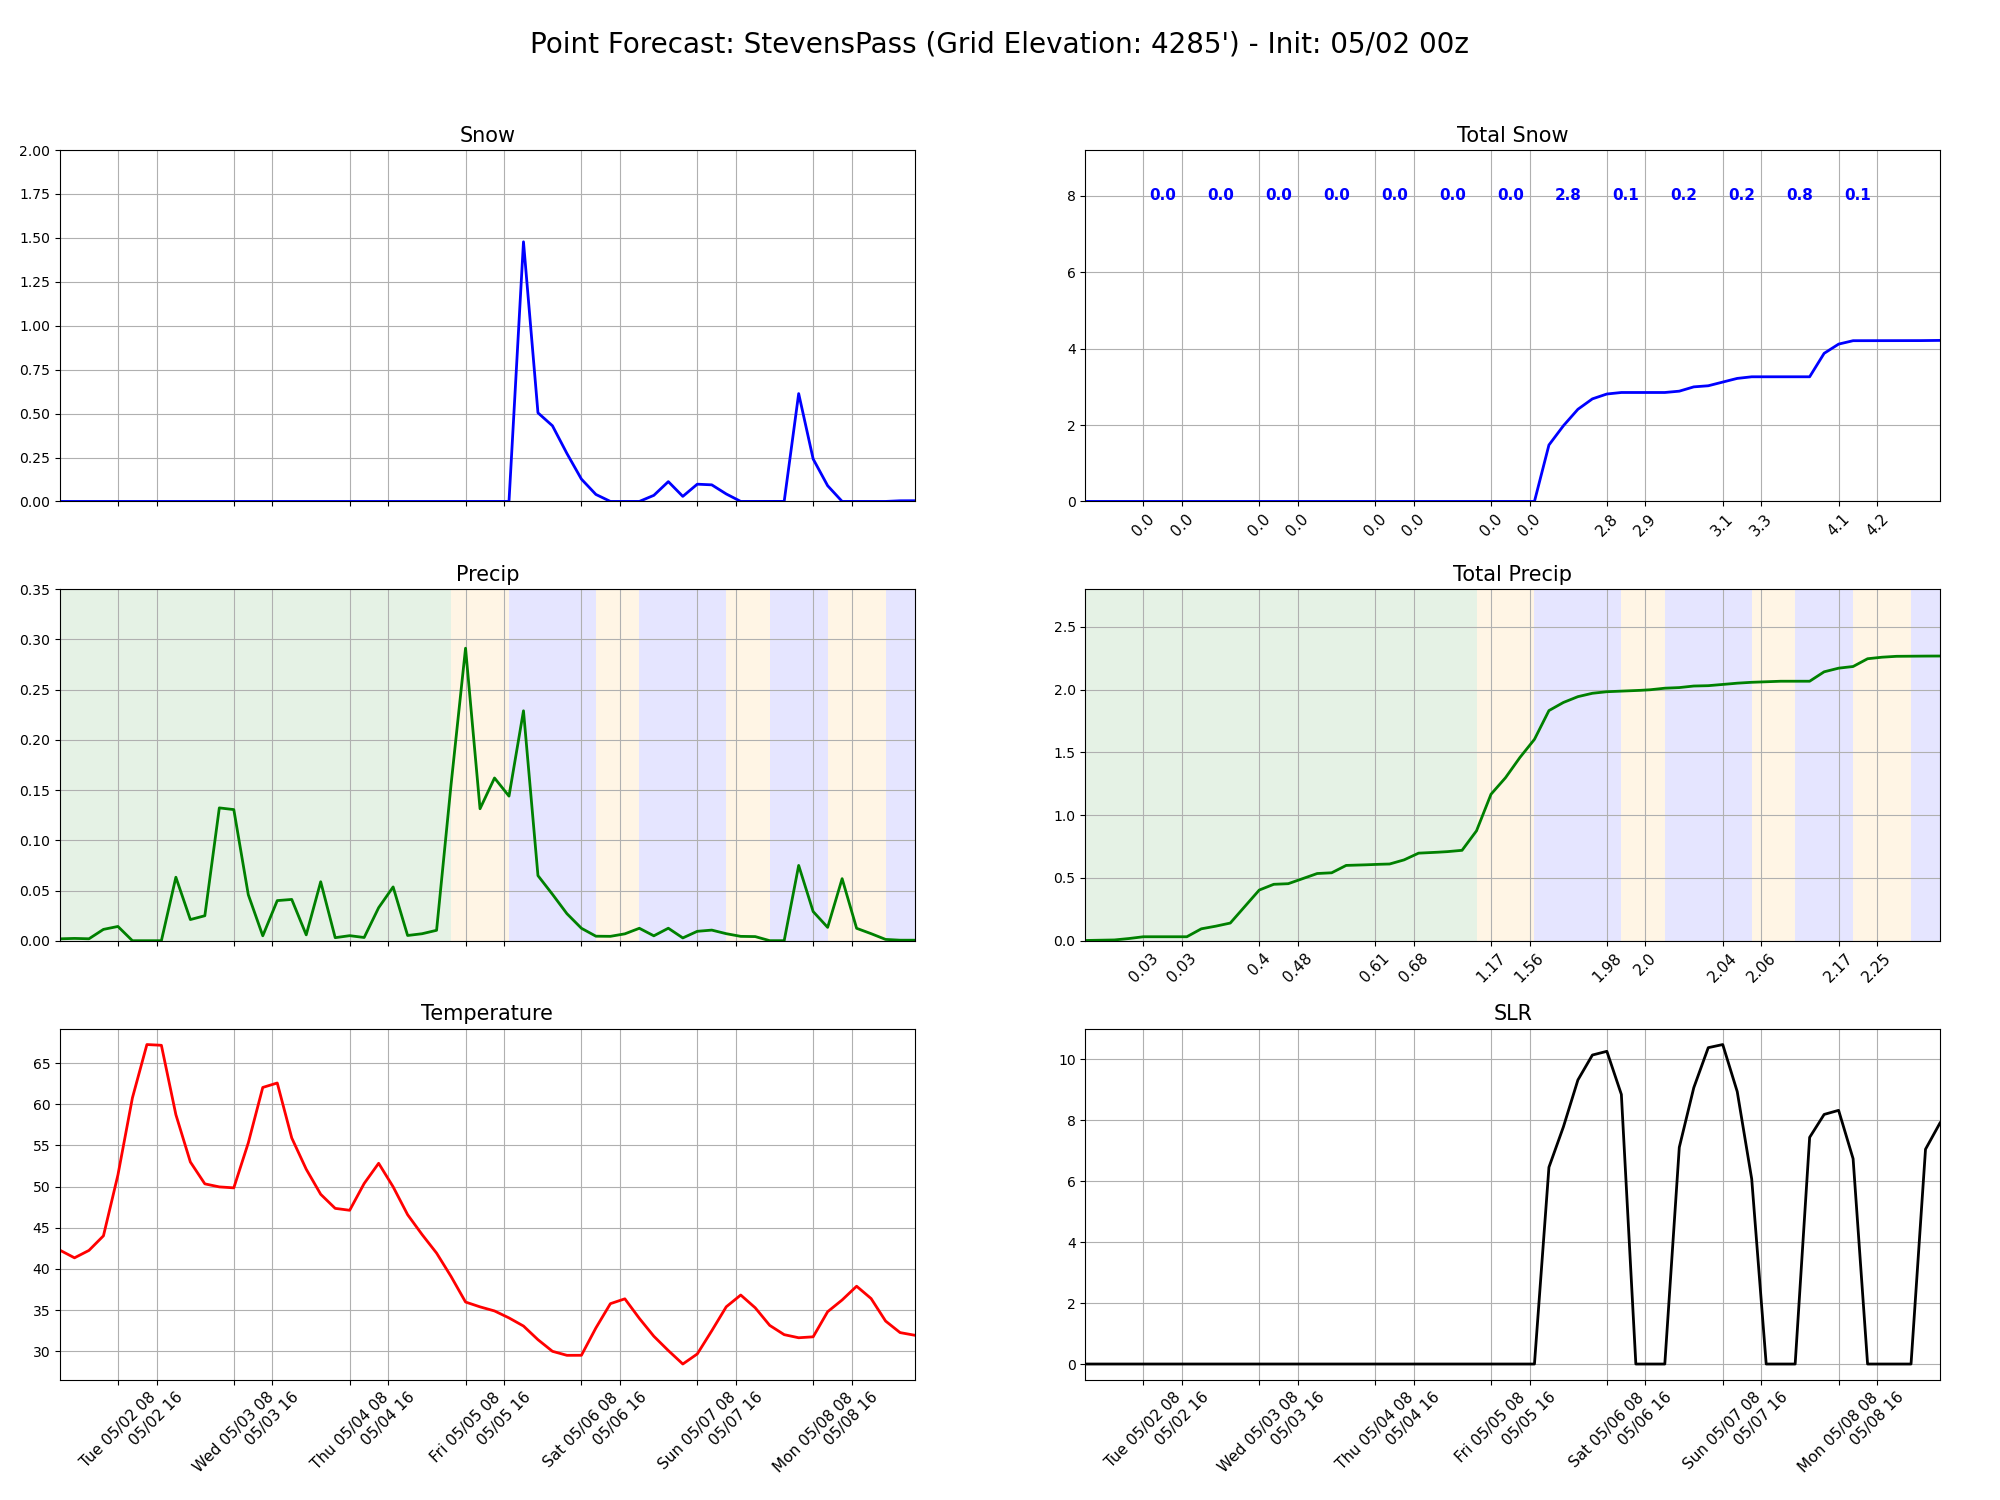 Point Forecast: StevensPass (Grid Elevation: 4285') - Init: 05/02 00z
Snow
2.00
1.75
1.50
1.25
1.00
0.75
0.50
0.25
0.00
Total Snow
0.0 0.0 0.0 0.0 0.0 0.0 0.0 2.8 0.1 0.2 0.2 0.8 0.1
8
6
4
2
0
0.0 0.0 0.0 0.0 0.0 0.0 0.0 0.0 2.8 2.9 3.1 3.3 4.1 4.2
Precip
0.35
0.30
0.25
0.20
0.15
0.10
0.05
0.00
Total Precip
2.5
2.0
1.5
1.0
0.5
0.0
0.03 0.03 0.4 0.48 0.61 0.68 1.17 1.56 1.98 2.0 2.04 2.06 2.17 2.25
Temperature
65
60
55
50
45
40
35
30
Tue 05/02 08
05/02 16
Wed 05/03 08
05/03 16
Thu 05/04 08
05/04 16
Fri 05/05 08
05/05 16
Sat 05/06 08
05/06 16
Sun 05/07 08
05/07 16
Mon 05/08 08
05/08 16
SLR
10
8
6
4
2
0
Tue 05/02 08
05/02 16
Wed 05/03 08
05/03 16
Thu 05/04 08
05/04 16
Fri 05/05 08
05/05 16
Sat 05/06 08
05/06 16
Sun 05/07 08
05/07 16
Mon 05/08 08
05/08 16